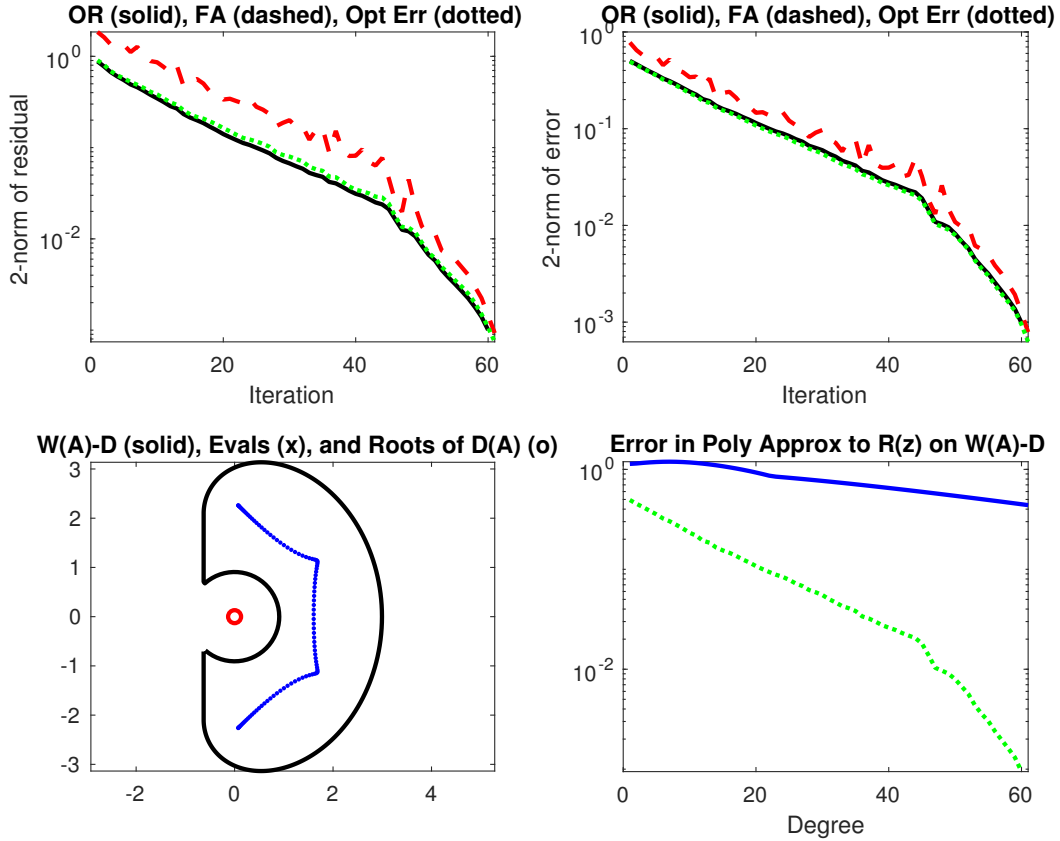 OR (solid), FA (dashed), Opt Err (dotted)
2-norm of residual
10^0
10^-2
0 20 40 60
Iteration
OR (solid), FA (dashed), Opt Err (dotted)
2-norm of error
10^0
10^-1
10^-2
10^-3
0 20 40 60
Iteration
W(A)-D (solid), Evals (x), and Roots of D(A) (o)
3
2
1
0
-1
-2
-3
-2 0 2 4
Error in Poly Approx to R(z) on W(A)-D
10^0
10^-2
0 20 40 60
Degree